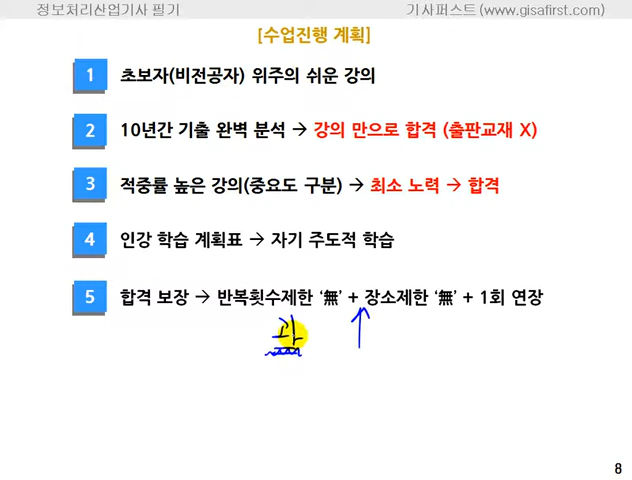 정보처리산업기사 필기 기사퍼스트 (www.gisafirst.com)
[수업진행 계획]
1 초보자(비전공자) 위주의 쉬운 강의
2 10년간 기출 완벽 분석 → 강의 만으로 합격 (출판교재 X)
3 적중률 높은 강의(중요도 구분) → 최소 노력 → 합격
4 인강 학습 계획표 → 자기 주도적 학습
5 합격 보장 → 반복횟수제한 ‘無’ + 장소제한 ‘無’ + 1회 연장
8